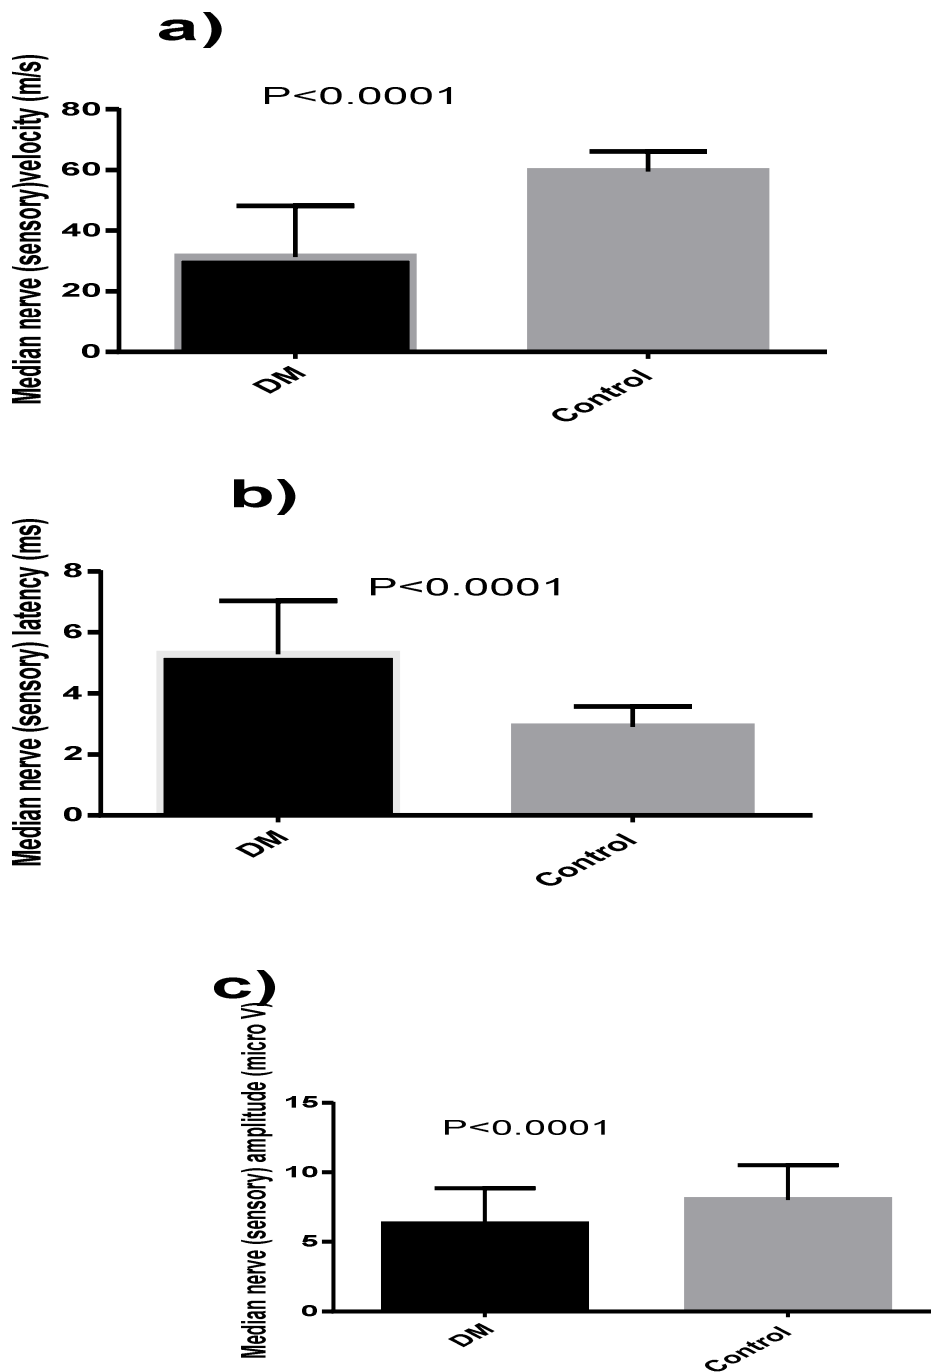 a)
P<0.0001
Median nerve (sensory)velocity (m/s)
80
60
40
20
0
DM
Control
b)
P<0.0001
Median nerve (sensory) latency (ms)
8
6
4
2
0
DM
Control
c)
Median nerve (sensory) amplitude (micro V)
15
P<0.0001
10
5
0
DM
Control